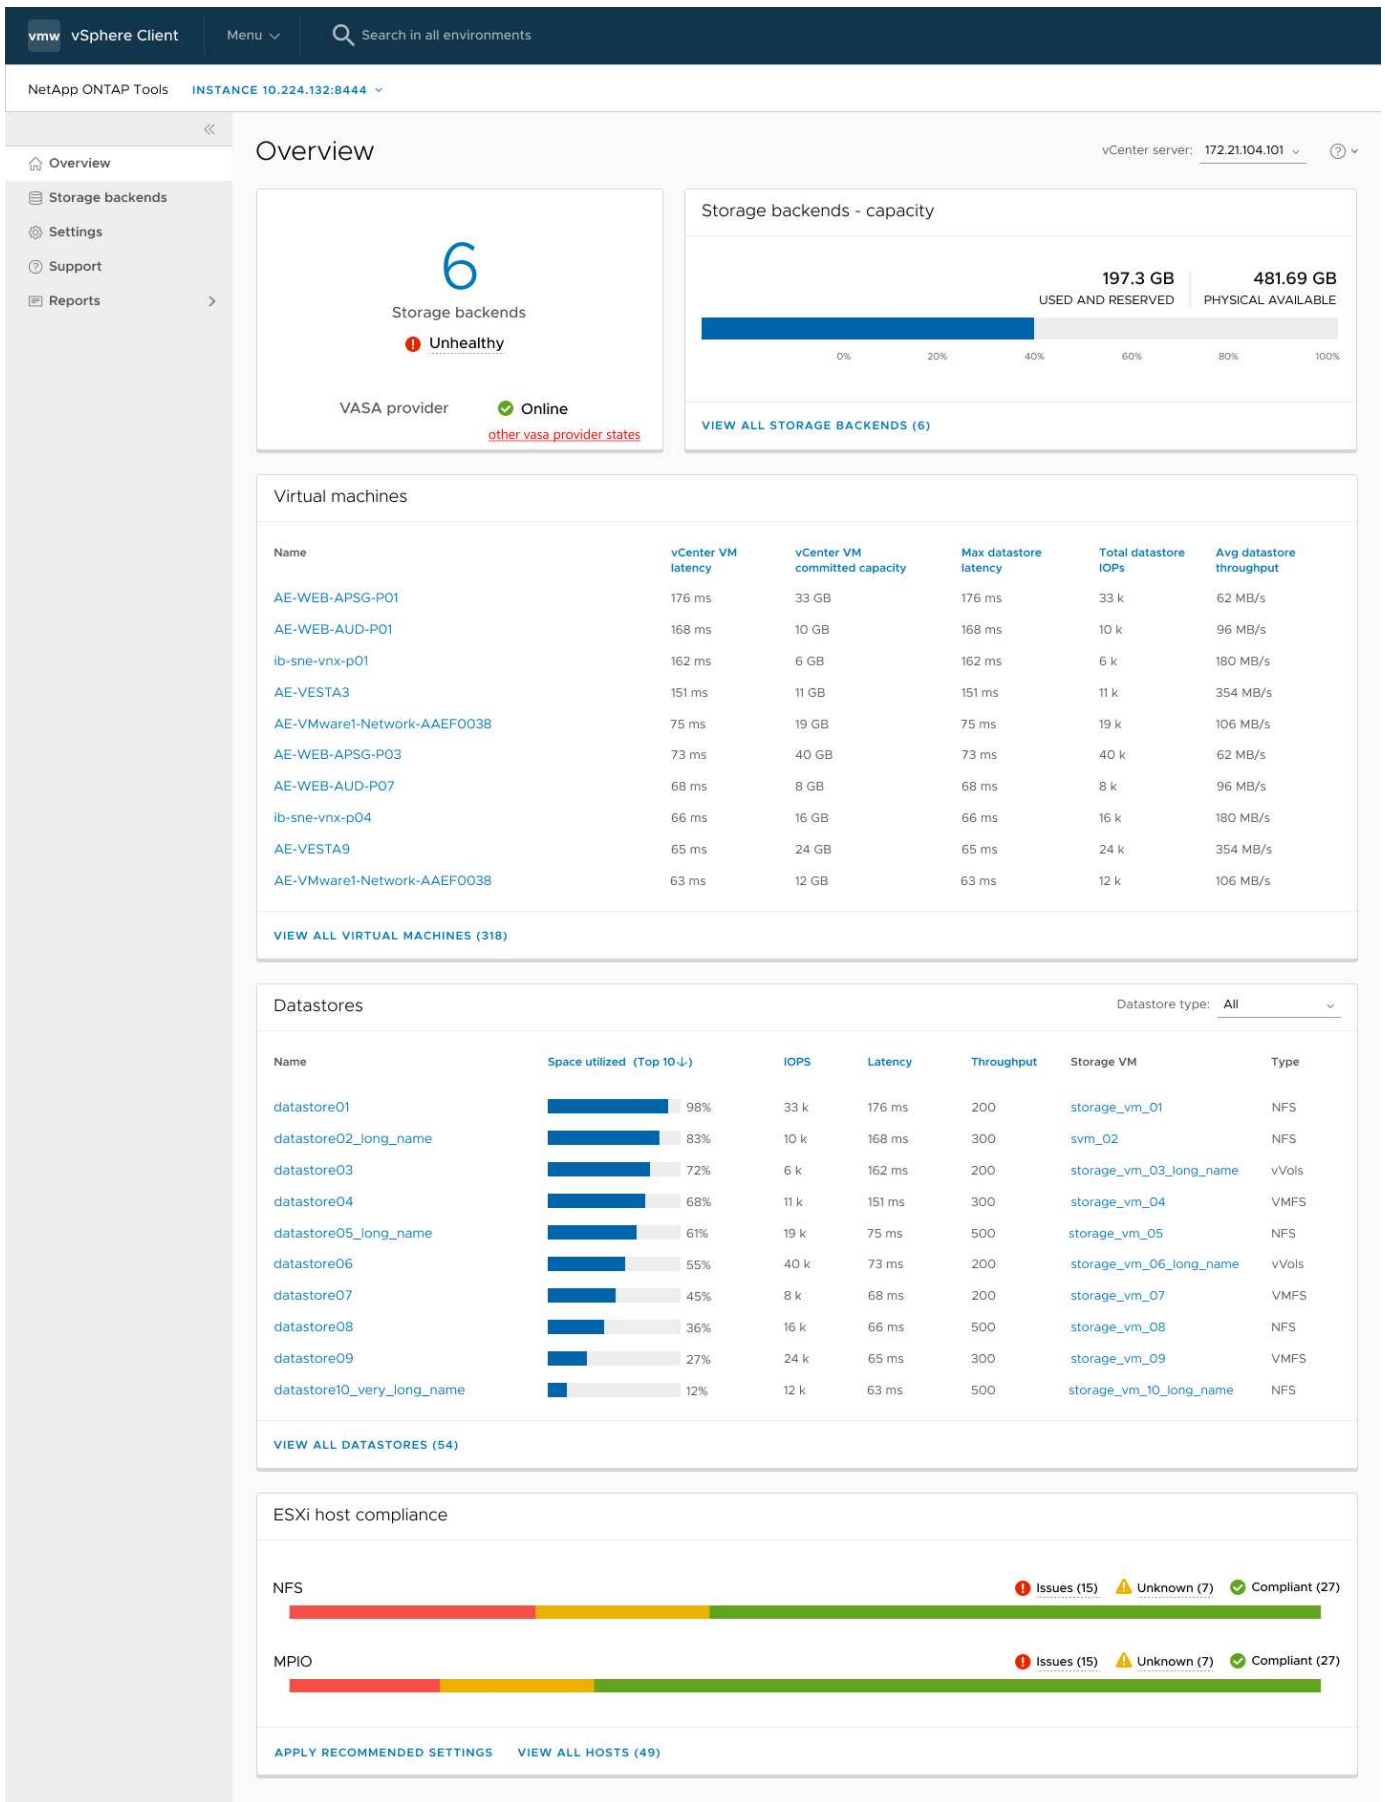 vmw vSphere Client Menu Search in all environments
NetApp ONTAP Tools INSTANCE 10.224.132:8444
Overview
Storage backends
Settings
Support
Reports
Overview
vCenter server: 172.21.104.101
6
Storage backends
Unhealthy
VASA provider Online
other vasa provider states
Storage backends - capacity
197.3 GB 481.69 GB
USED AND RESERVED PHYSICAL AVAILABLE
0% 20% 40% 60% 80% 100%
VIEW ALL STORAGE BACKENDS (6)
Virtual machines
Name vCenter VM latency vCenter VM committed capacity Max datastore latency Total datastore IOPs Avg datastore throughput
AE-WEB-APSG-P01 176 ms 33 GB 176 ms 33 k 62 MB/s
AE-WEB-AUD-P01 168 ms 10 GB 168 ms 10 k 96 MB/s
ib-sne-vnx-p01 162 ms 6 GB 162 ms 6 k 180 MB/s
AE-VESTA3 151 ms 11 GB 151 ms 11 k 354 MB/s
AE-VMware1-Network-AAEF0038 75 ms 19 GB 75 ms 19 k 106 MB/s
AE-WEB-APSG-P03 73 ms 40 GB 73 ms 40 k 62 MB/s
AE-WEB-AUD-P07 68 ms 8 GB 68 ms 8 k 96 MB/s
ib-sne-vnx-p04 66 ms 16 GB 66 ms 16 k 180 MB/s
AE-VESTA9 65 ms 24 GB 65 ms 24 k 354 MB/s
AE-VMware1-Network-AAEF0038 63 ms 12 GB 63 ms 12 k 106 MB/s
VIEW ALL VIRTUAL MACHINES (318)
Datastores
Datastore type: All
Name Space utilized (Top 10↓) IOPS Latency Throughput Storage VM Type
datastore01 98% 33 k 176 ms 200 storage_vm_01 NFS
datastore02_long_name 83% 10 k 168 ms 300 svm_02 NFS
datastore03 72% 6 k 162 ms 200 storage_vm_03_long_name vVols
datastore04 68% 11 k 151 ms 300 storage_vm_04 VMFS
datastore05_long_name 61% 19 k 75 ms 500 storage_vm_05 NFS
datastore06 55% 40 k 73 ms 200 storage_vm_06_long_name vVols
datastore07 45% 8 k 68 ms 200 storage_vm_07 VMFS
datastore08 36% 16 k 66 ms 500 storage_vm_08 NFS
datastore09 27% 24 k 65 ms 300 storage_vm_09 VMFS
datastore10_very_long_name 12% 12 k 63 ms 500 storage_vm_10_long_name NFS
VIEW ALL DATASTORES (54)
ESXi host compliance
NFS Issues (15) Unknown (7) Compliant (27)
MPIO Issues (15) Unknown (7) Compliant (27)
APPLY RECOMMENDED SETTINGS VIEW ALL HOSTS (49)